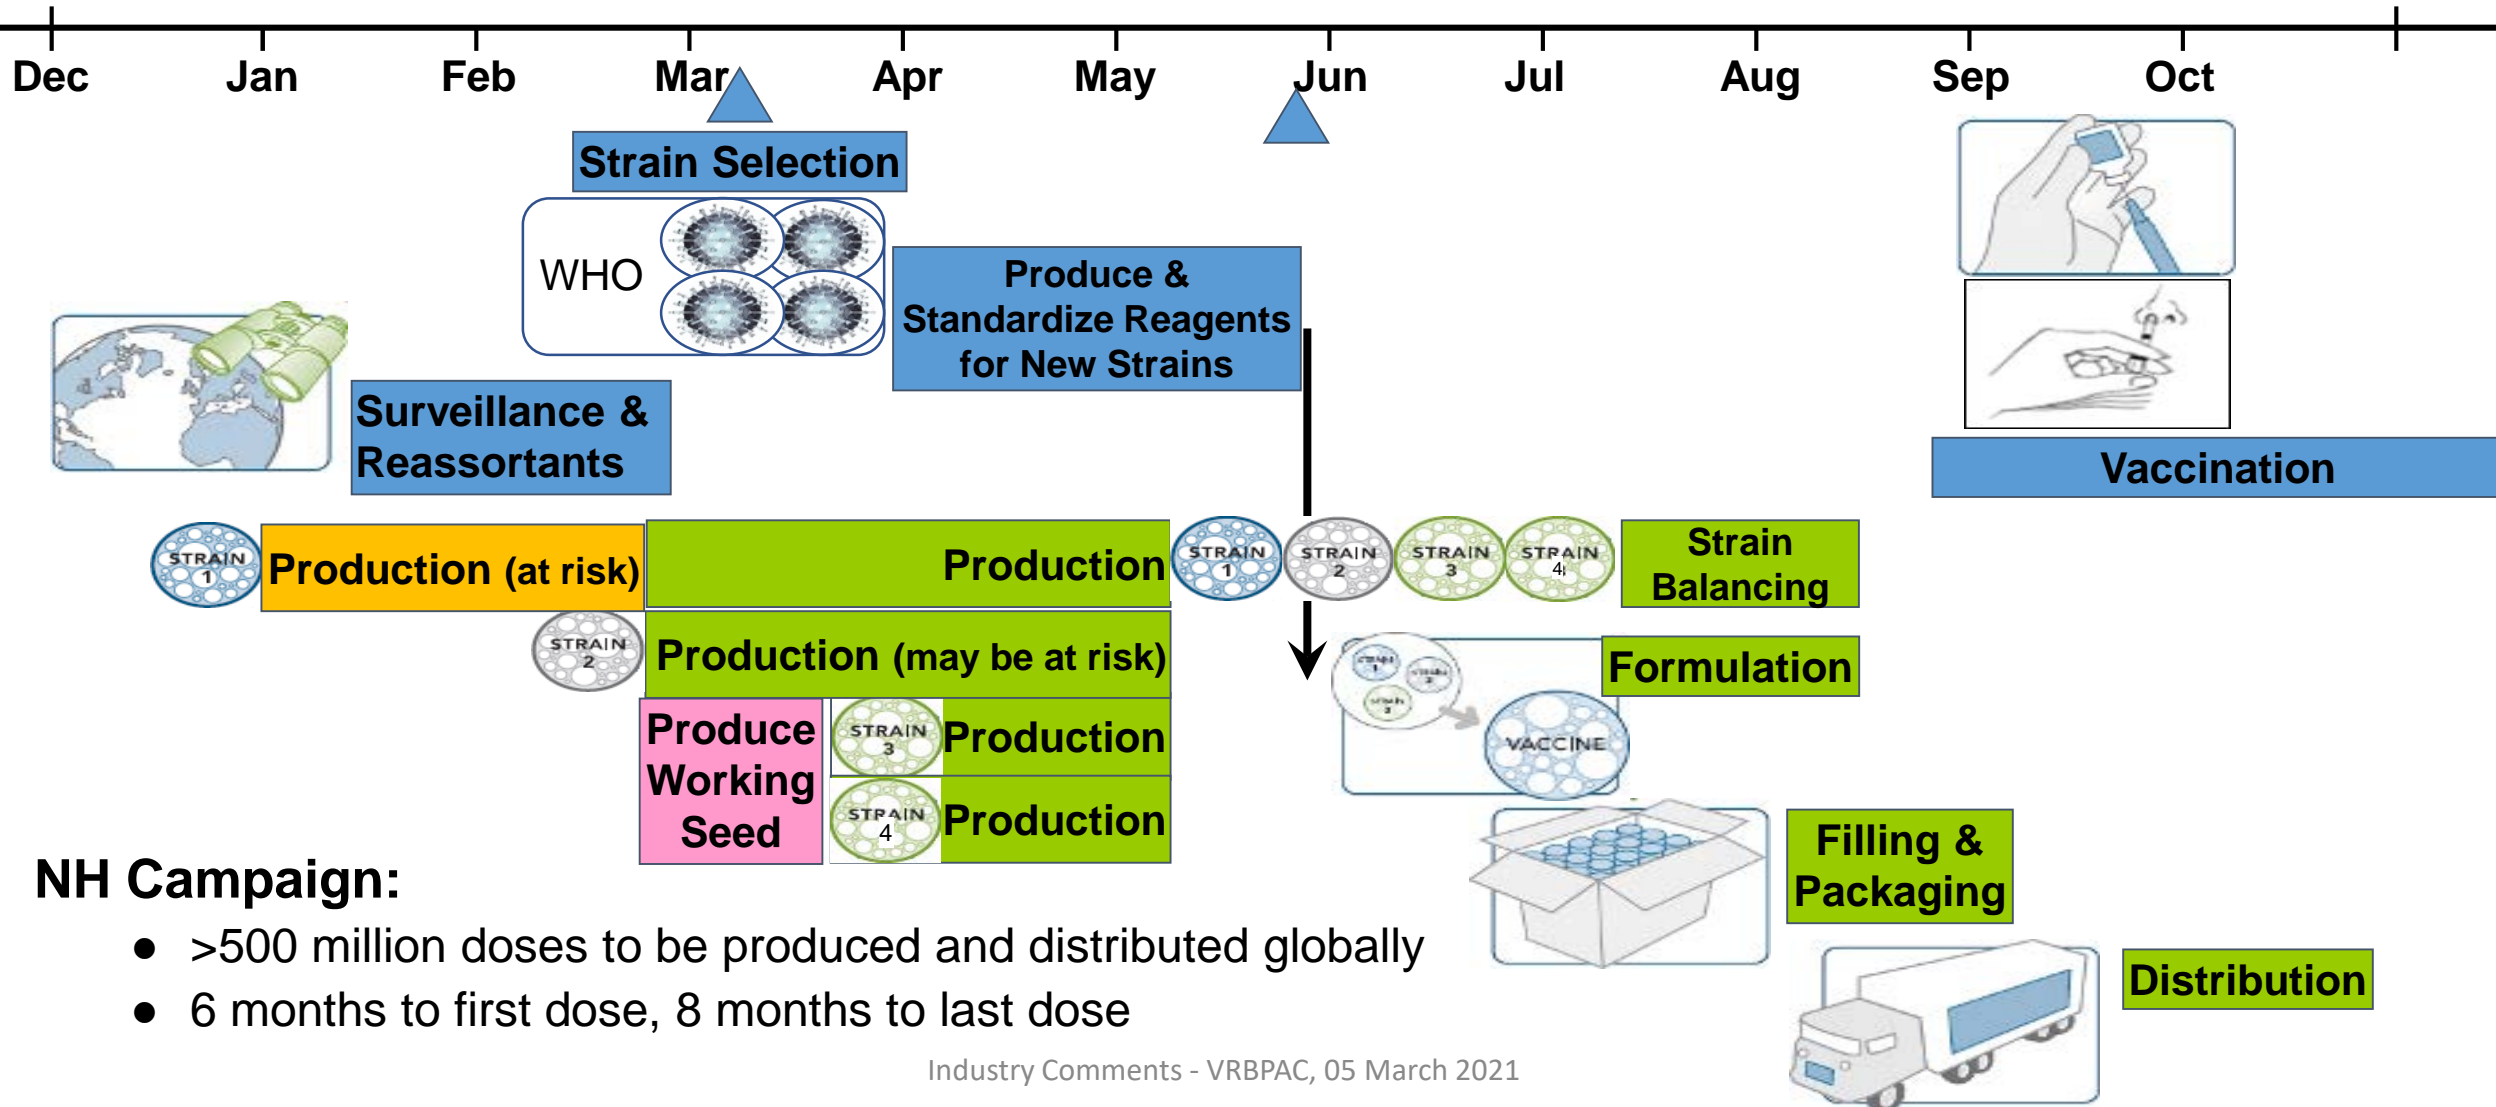 Dec Jan Feb Mar Apr May Jun Jul Aug Sep Oct
Strain Selection
WHO
Produce &
Standardize Reagents
for New Strains
Surveillance &
Reassortants
Vaccination
STRAIN
1
Production (at risk)
Production
STRAIN
1
STRAIN
2
STRAIN
3
STRAIN
4
Strain
Balancing
STRAIN
2
Production (may be at risk)
Formulation
STRAIN
1
STRAIN
3
VACCINE
Produce
Working
Seed
STRAIN
3
Production
STRAIN
4
Production
Filling &
Packaging
Distribution
NH Campaign:
● >500 million doses to be produced and distributed globally
● 6 months to first dose, 8 months to last dose
Industry Comments - VRBPAC, 05 March 2021